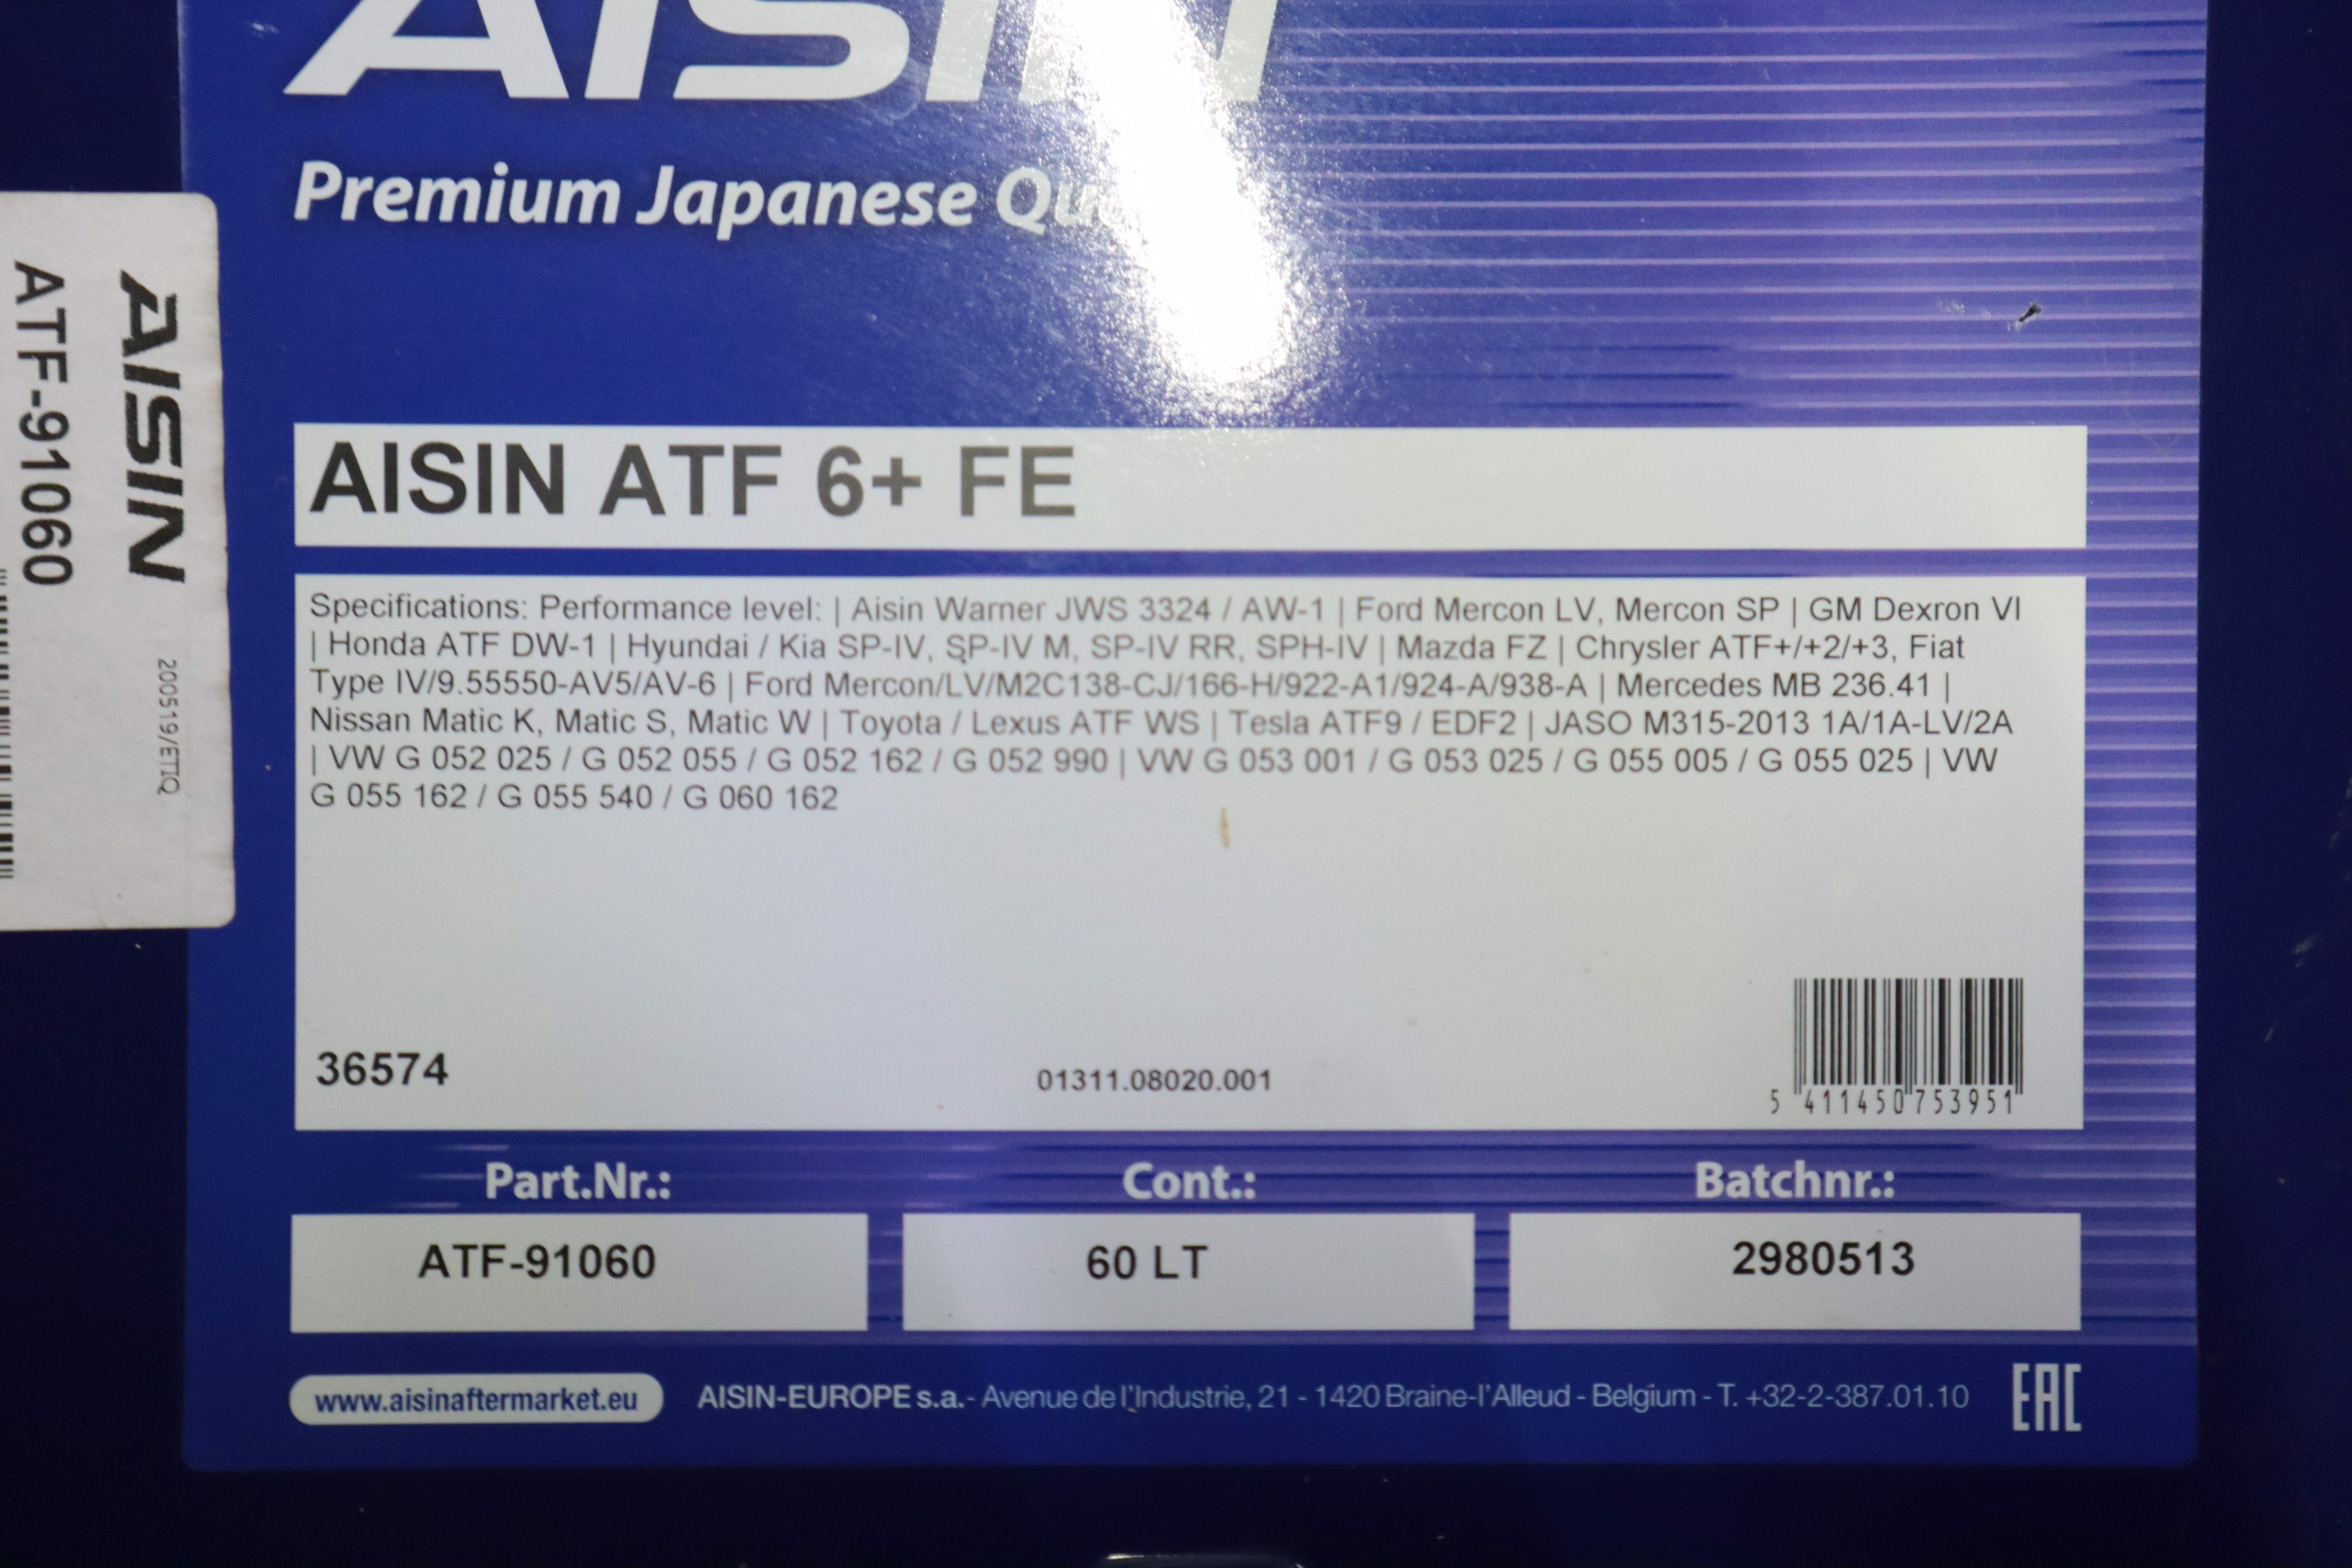 AISIN
Premium Japanese
AISIN
ATF-91060
200519/ETIQ
AISIN ATF 6+ FE
Specifications: Performance level: | Aisin Warner JWS 3324 / AW-1 | Ford Mercon LV, Mercon SP | GM Dexron VI
| Honda ATF DW-1 | Hyundai / Kia SP-IV, SP-IV M, SP-IV RR, SPH-IV | Mazda FZ | Chrysler ATF+/+2/+3, Fiat
Type IV/9.55550-AV5/AV-6 | Ford Mercon/LV/M2C138-CJ/166-H/922-A1/924-A/938-A | Mercedes MB 236.41 |
Nissan Matic K, Matic S, Matic W | Toyota / Lexus ATF WS | Tesla ATF9 / EDF2 | JASO M315-2013 1A/1A-LV/2A
| VW G 052 025 / G 052 055 / G 052 162 / G 052 990 | VW G 053 001 / G 053 025 / G 055 005 / G 055 025 | VW
G 055 162 / G 055 540 / G 060 162
36574
01311.08020.001
5 411450 753951
Part.Nr.:
Cont.:
Batchnr.:
ATF-91060
60 LT
2980513
www.aisinaftermarket.eu
AISIN-EUROPE s.a. - Avenue de l'Industrie, 21 - 1420 Braine-l'Alleud - Belgium - T. +32-2-387.01.10
EAC